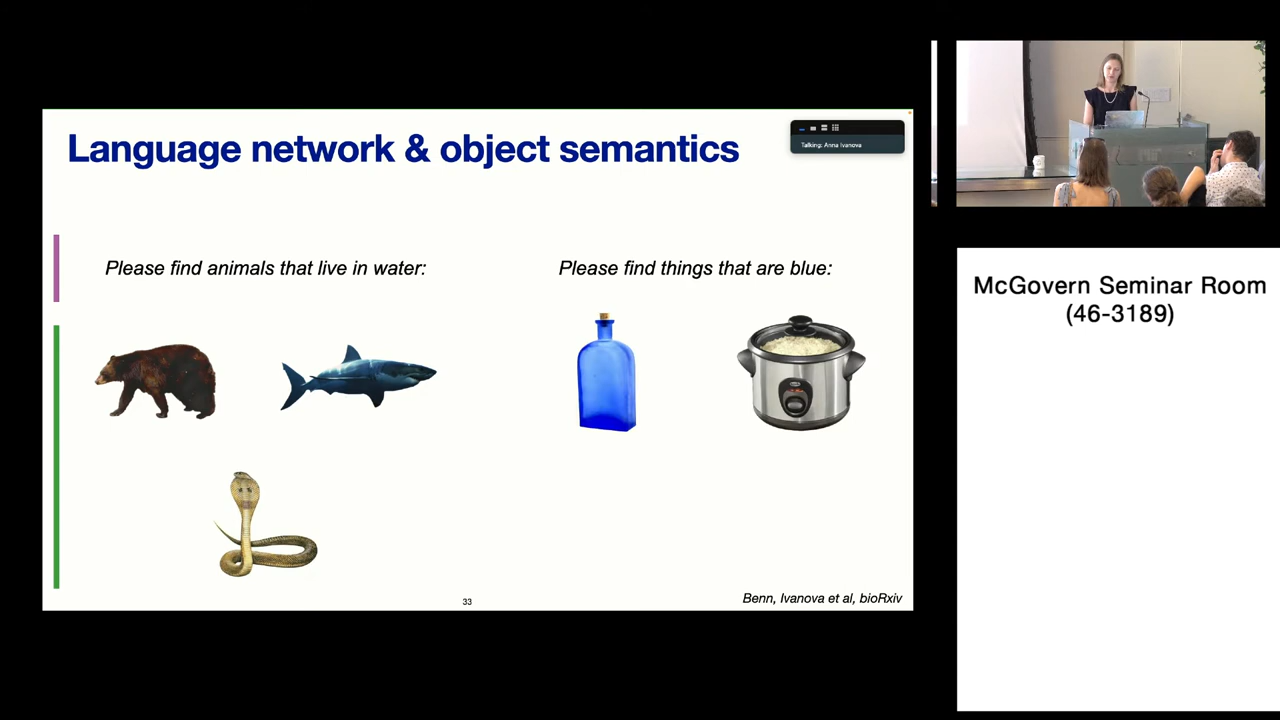 Language network & object semantics
Talking: Anna Ivanova
Please find animals that live in water:
Please find things that are blue:
33
Benn, Ivanova et al, bioRxiv
McGovern Seminar Room
(46-3189)